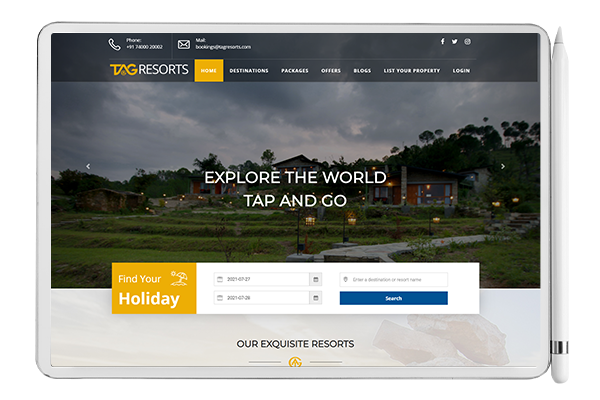 Phone:
+91 74000 20002
Mail:
bookings@tagresorts.com
TAGRESORTS
HOME
DESTINATIONS
PACKAGES
OFFERS
BLOGS
LIST YOUR PROPERTY
LOGIN
EXPLORE THE WORLD
TAP AND GO
Find Your
Holiday
2021-07-27
Enter a destination or resort name
2021-07-28
Search
OUR EXQUISITE RESORTS